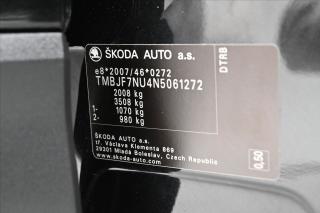 ŠKODA AUTO a.s.
DTRB
e8*2007/46*0272
TMBJF7NU4N5061272
2008 kg
3508 kg
1- 1070 kg
2- 980 kg
ŠKODA AUTO a.s.
tř. Václava Klementa 869
29301 Mladá Boleslav, Czech Republic
www.skoda-auto.com
0,50